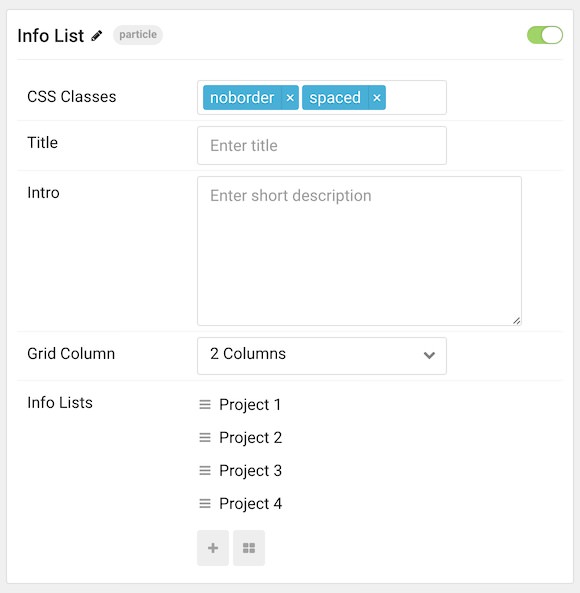 Info List particle
CSS Classes noborder × spaced ×
Title Enter title
Intro Enter short description
Grid Column 2 Columns
Info Lists Project 1
Project 2
Project 3
Project 4